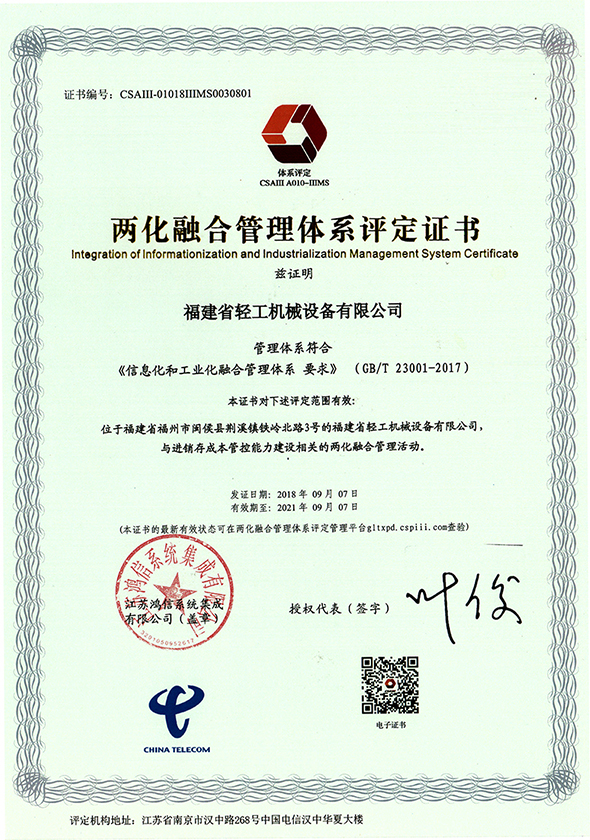 证书编号：CSAIII-01018IIIMS0030801
体系评定
CSAIII A010-IIIMS
两化融合管理体系评定证书
Integration of Informationization and Industrialization Management System Certificate
兹证明
福建省轻工机械设备有限公司
管理体系符合
《信息化和工业化融合管理体系 要求》（GB/T 23001-2017）
本证书对下述评定范围有效：
位于福建省福州市闽侯县荆溪镇铁岭北路3号的福建省轻工机械设备有限公司，
与进销存成本管控能力建设相关的两化融合管理活动。
发证日期：2018 年 09 月 07 日
有效期至：2021 年 09 月 07 日
(本证书的最新有效状态可在两化融合管理体系评定管理平台gltxpd.cspiii.com查验)
江苏鸿信系统集成有限公司
江苏鸿信系统集成
有限公司（盖章）
授权代表（签字）
叶俊
电子证书
CHINA TELECOM
评定机构地址：江苏省南京市汉中路268号中国电信汉中华夏大楼